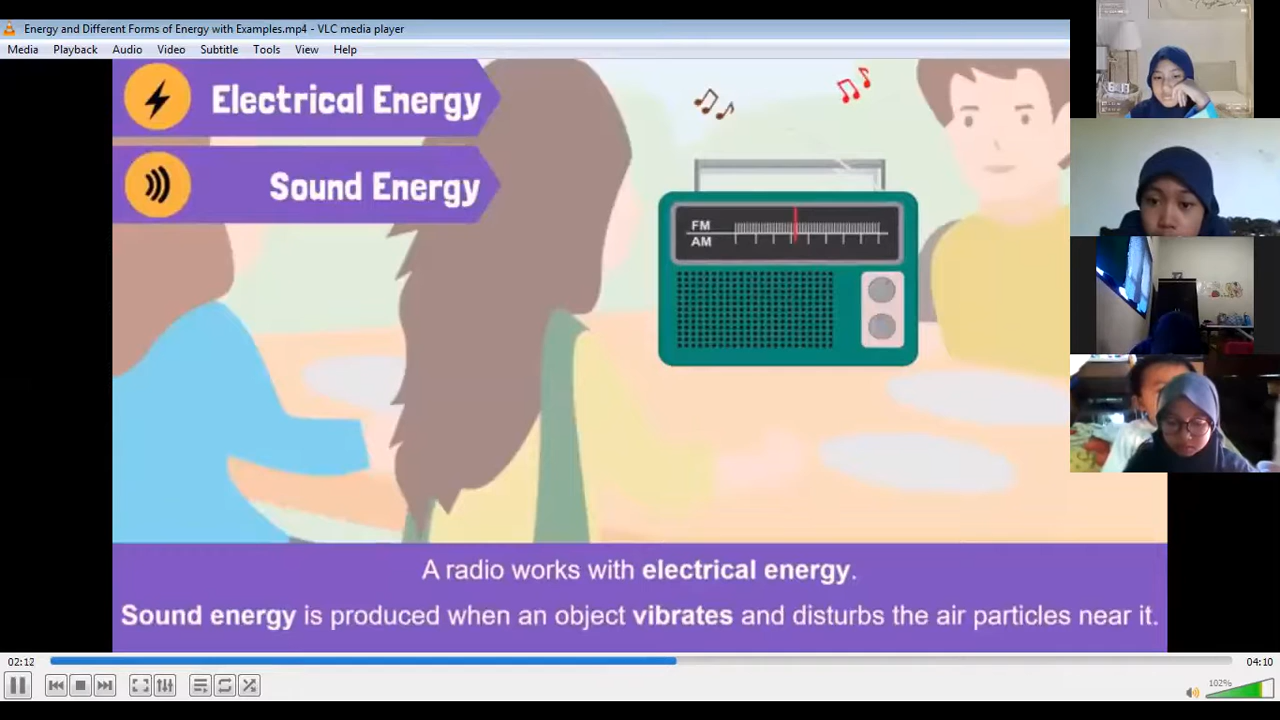 Energy and Different Forms of Energy with Examples.mp4 - VLC media player
Media Playback Audio Video Subtitle Tools View Help
Electrical Energy
Sound Energy
FM
AM
A radio works with electrical energy.
Sound energy is produced when an object vibrates and disturbs the air particles near it.
02:12
04:10
102%